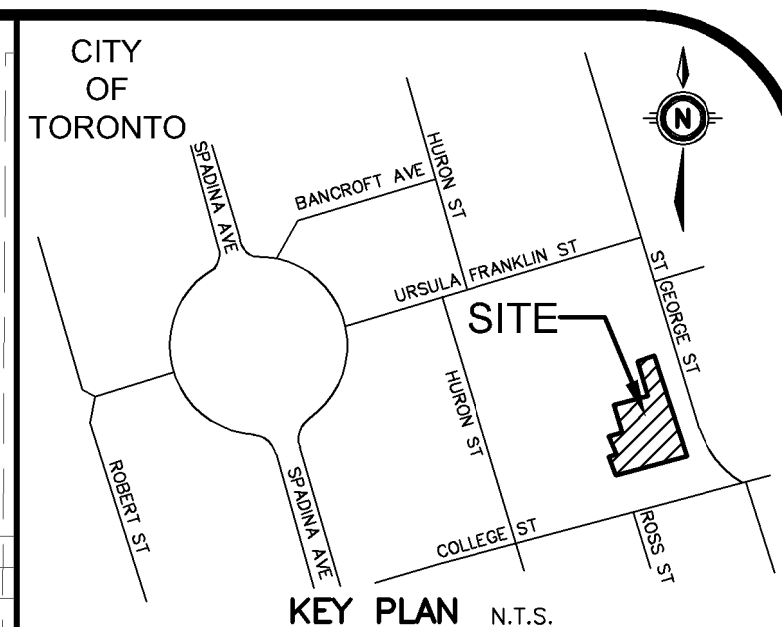 CITY
OF
TORONTO
N
SPADINA AVE
BANCROFT AVE
HURON ST
URSULA FRANKLIN ST
ST GEORGE ST
SITE
HURON ST
ROBERT ST
SPADINA AVE
COLLEGE ST
ROSS ST
KEY PLAN N.T.S.